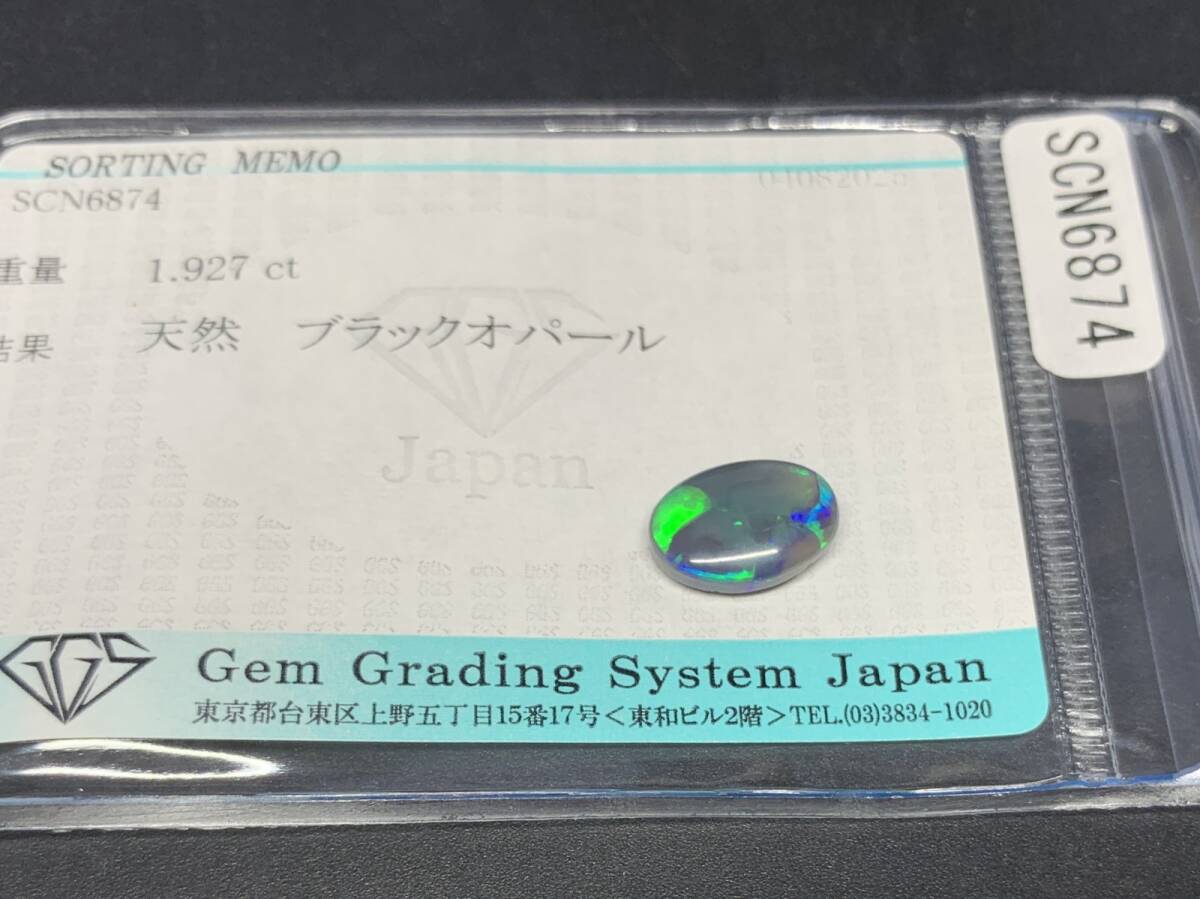 SORTING MEMO
SCN6874
重量 1.927 ct
結果 天然 ブラックオパール
Japan
GGS
Gem Grading System Japan
東京都台東区上野五丁目15番17号＜東和ビル2階＞TEL.(03)3834-1020
SCN6874